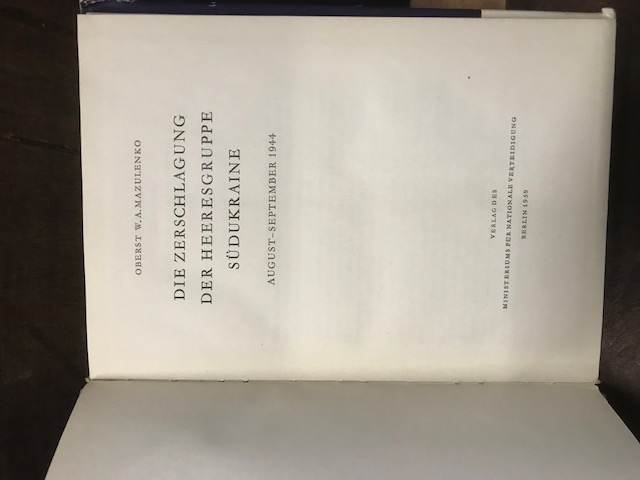 OBERST W. A. MAZULENKO
DIE ZERSCHLAGUNG
DER HEERESGRUPPE
SÜDUKRAINE
AUGUST–SEPTEMBER 1944
VERLAG DES
MINISTERIUMS FÜR NATIONALE VERTEIDIGUNG
BERLIN 1959